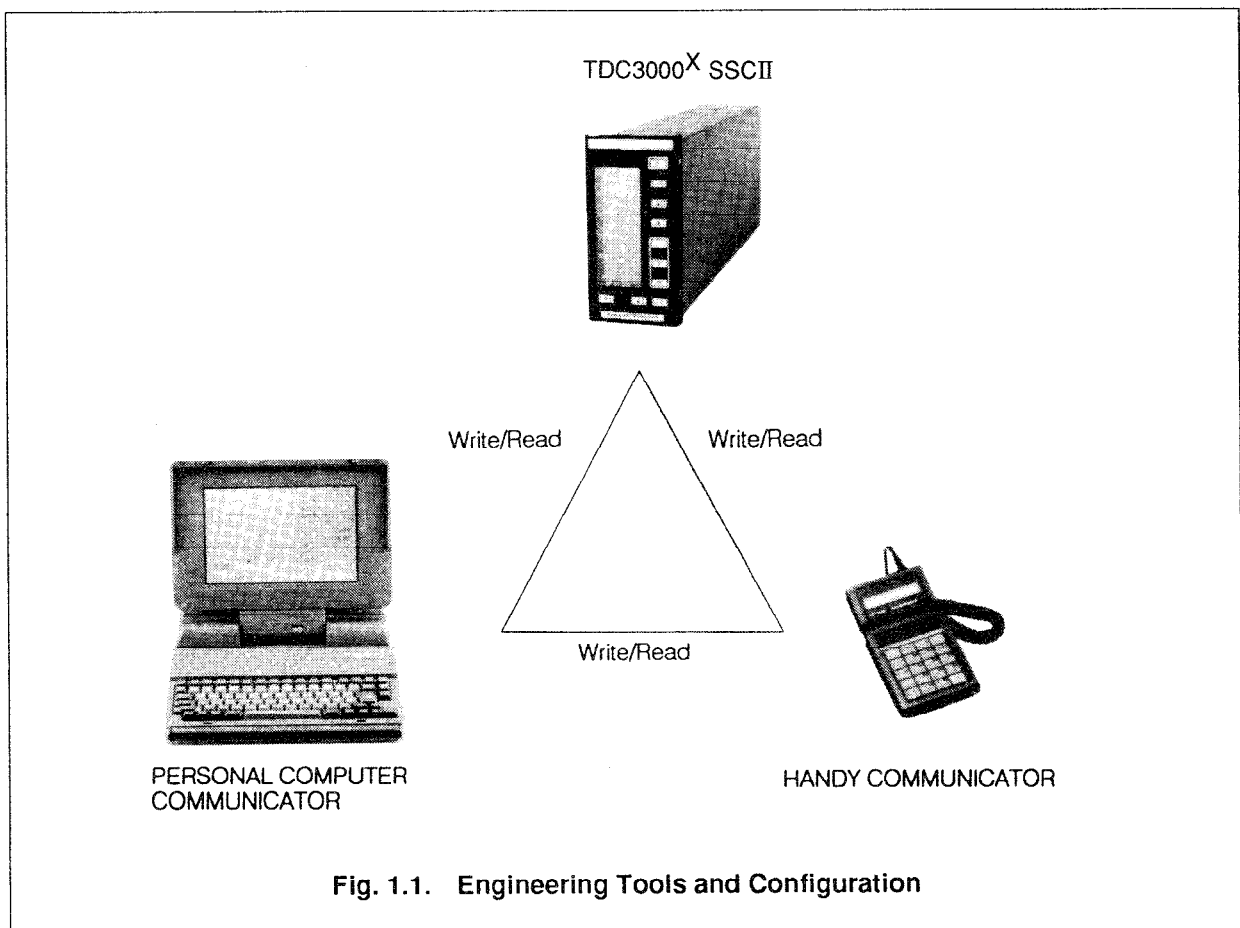 TDC3000X SSCII
Write/Read Write/Read
Write/Read
PERSONAL COMPUTER
COMMUNICATOR
HANDY COMMUNICATOR
Fig. 1.1. Engineering Tools and Configuration